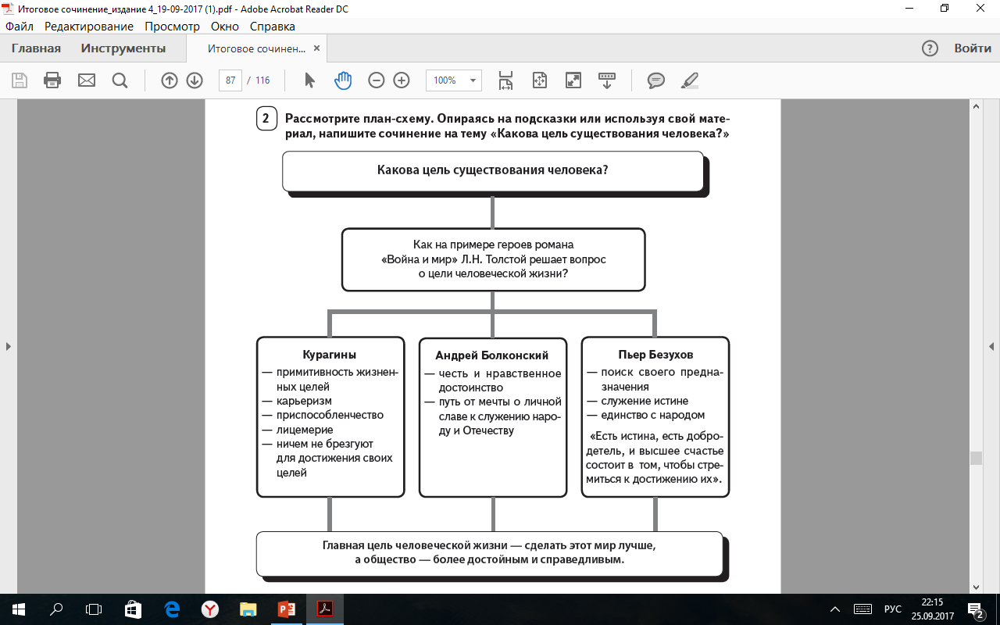 Итоговое сочинение_издание 4_19-09-2017 (1).pdf - Adobe Acrobat Reader DC
Файл Редактирование Просмотр Окно Справка
Главная Инструменты Итоговое сочинен... × ? Войти
87 / 116 100%
2 Рассмотрите план-схему. Опираясь на подсказки или используя свой мате-
риал, напишите сочинение на тему «Какова цель существования человека?»
Какова цель существования человека?
Как на примере героев романа
«Война и мир» Л.Н. Толстой решает вопрос
о цели человеческой жизни?
Курагины
— примитивность жизнен-
ных целей
— карьеризм
— приспособленчество
— лицемерие
— ничем не брезгуют
для достижения своих
целей
Андрей Болконский
— честь и нравственное
достоинство
— путь от мечты о личной
славе к служению наро-
ду и Отечеству
Пьер Безухов
— поиск своего предна-
значения
— служение истине
— единство с народом
«Есть истина, есть добро-
детель, и высшее счастье
состоит в том, чтобы стре-
миться к достижению их».
Главная цель человеческой жизни — сделать этот мир лучше,
а общество — более достойным и справедливым.
РУС
22:15
25.09.2017
2